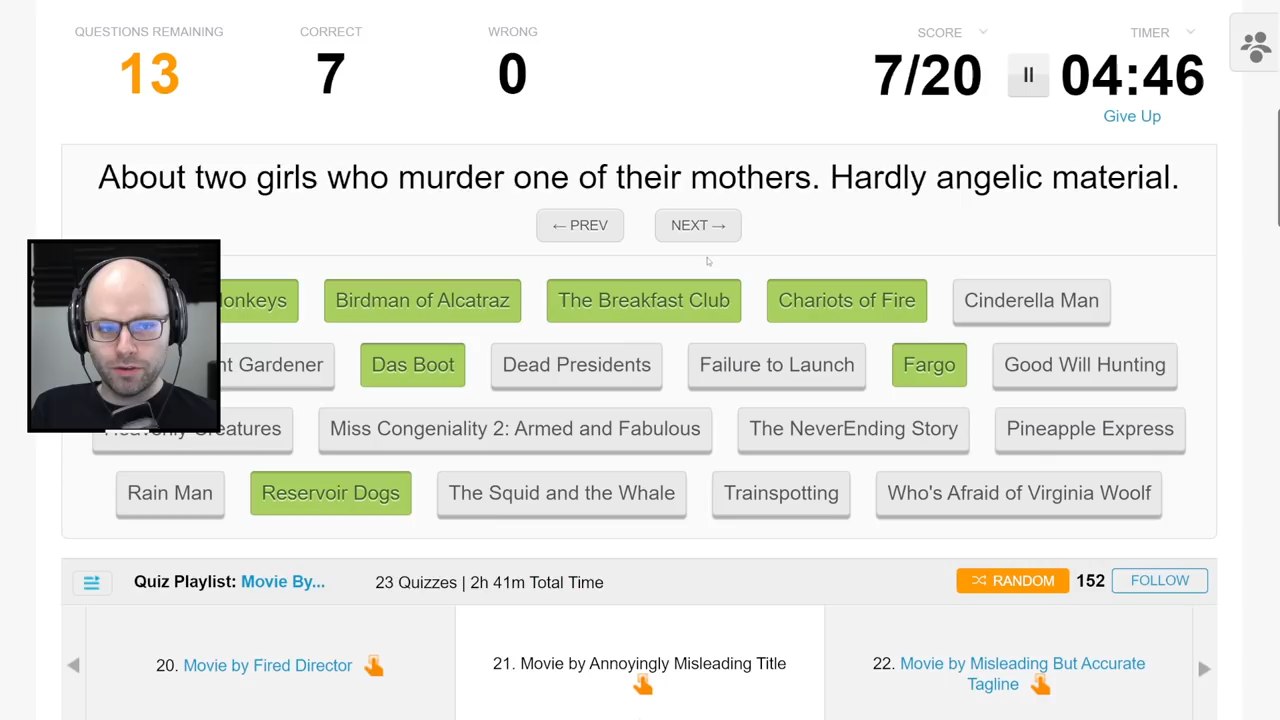 QUESTIONS REMAINING CORRECT WRONG SCORE TIMER
13 7 0 7/20 04:46
Give Up
About two girls who murder one of their mothers. Hardly angelic material.
← PREV NEXT →
onkeys Birdman of Alcatraz The Breakfast Club Chariots of Fire Cinderella Man
nt Gardener Das Boot Dead Presidents Failure to Launch Fargo Good Will Hunting
Heavenly Creatures Miss Congeniality 2: Armed and Fabulous The NeverEnding Story Pineapple Express
Rain Man Reservoir Dogs The Squid and the Whale Trainspotting Who's Afraid of Virginia Woolf
Quiz Playlist: Movie By... 23 Quizzes | 2h 41m Total Time RANDOM 152 FOLLOW
20. Movie by Fired Director 21. Movie by Annoyingly Misleading Title 22. Movie by Misleading But Accurate
Tagline